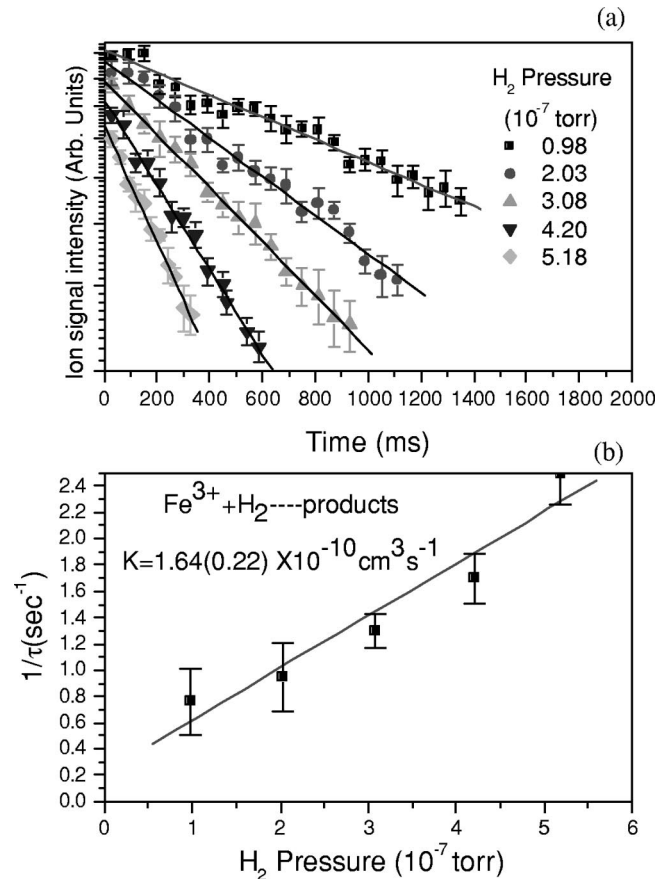 (a)
H2 Pressure
(10-7 torr)
0.98
2.03
3.08
4.20
5.18
Ion signal intensity (Arb. Units)
0 200 400 600 800 1000 1200 1400 1600 1800 2000
Time (ms)
(b)
2.4
2.2
2.0
1.8
1.6
1.4
1.2
1.0
0.8
0.6
0.4
0.2
0.0
Fe3++H2----products
K=1.64(0.22) X10-10cm3s-1
1/τ(sec-1)
0 1 2 3 4 5 6
H2 Pressure (10-7 torr)